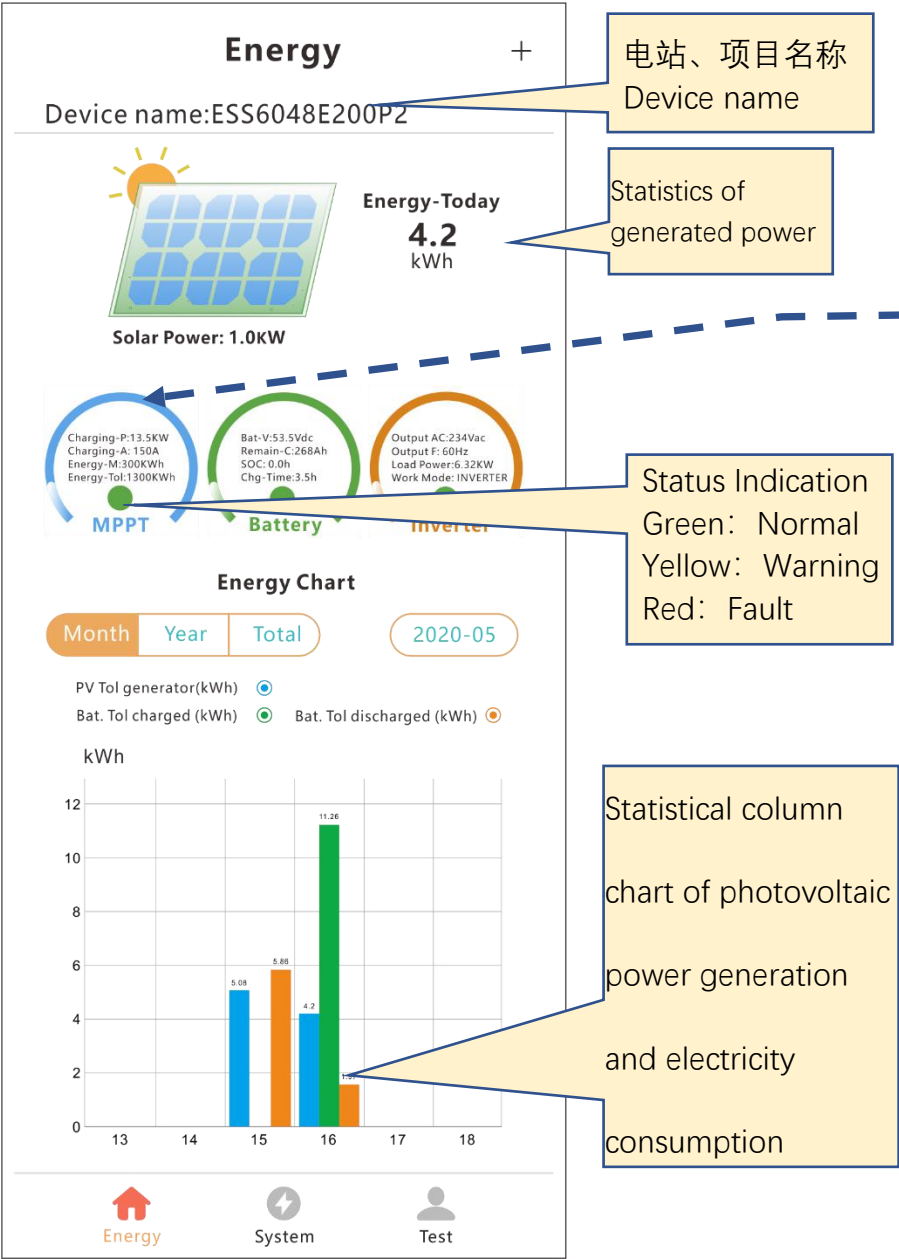 Energy
+
电站、项目名称
Device name
Device name:ESS6048E200P2
Statistics of
generated power
Energy-Today
4.2
kWh
Solar Power: 1.0KW
Charging-P:13.5KW
Charging-A: 150A
Energy-M:300KWh
Energy-Tol:1300KWh
MPPT
Bat-V:53.5Vdc
Remain-C:268Ah
SOC: 0.0h
Chg-Time:3.5h
Battery
Output AC:234Vac
Output F: 60Hz
Load Power:6.32KW
Work Mode: INVERTER
Inverter
Status Indication
Green： Normal
Yellow： Warning
Red： Fault
Energy Chart
Month Year Total 2020-05
PV Tol generator(kWh)
Bat. Tol charged (kWh) Bat. Tol discharged (kWh)
kWh
12
10
8
6
4
2
0
5.08
5.86
4.2
11.26
13 14 15 16 17 18
Statistical column
chart of photovoltaic
power generation
and electricity
consumption
Energy System Test